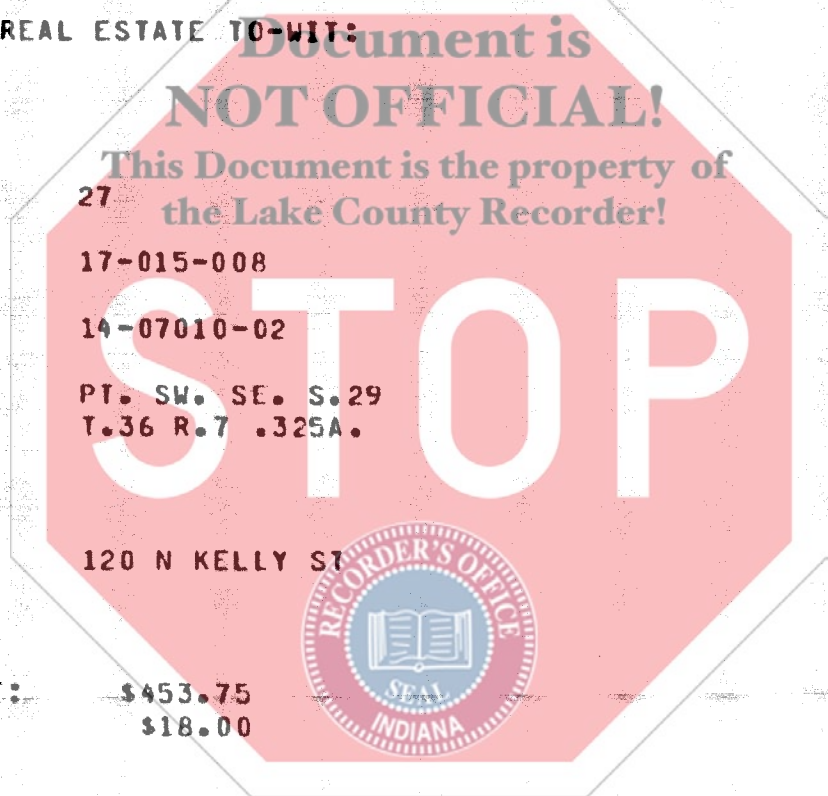 REAL ESTATE TO-WIT:
Document is
NOT OFFICIAL!
This Document is the property of
the Lake County Recorder!
27
17-015-008
14-07010-02
PT. SW. SE. S.29
T.36 R.7 .325A.
STOP
120 N KELLY ST
RECORDER'S OFFICE
SEAL
INDIANA
: $453.75
$18.00